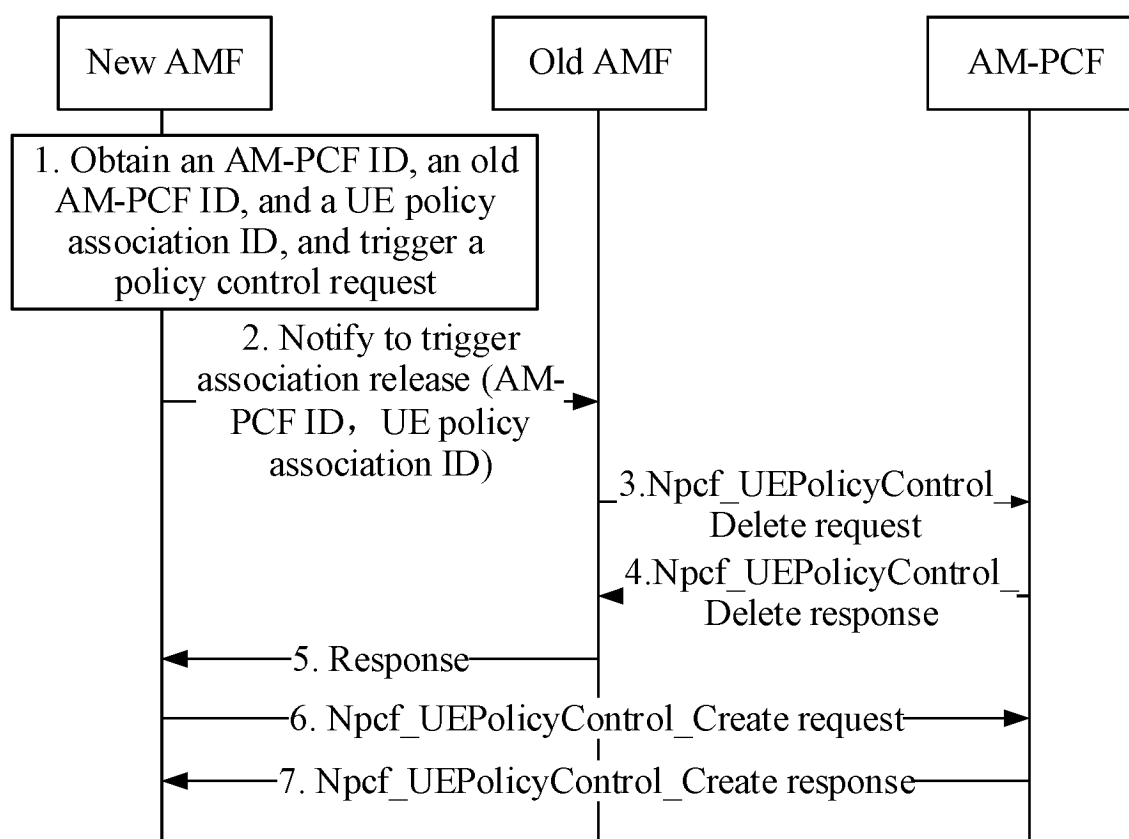 New AMF
Old AMF
AM-PCF
1. Obtain an AM-PCF ID, an old
AM-PCF ID, and a UE policy
association ID, and trigger a
policy control request
2. Notify to trigger
association release (AM-
PCF ID，UE policy
association ID)
3.Npcf_UEPolicyControl_
Delete request
4.Npcf_UEPolicyControl_
Delete response
5. Response
6. Npcf_UEPolicyControl_Create request
7. Npcf_UEPolicyControl_Create response